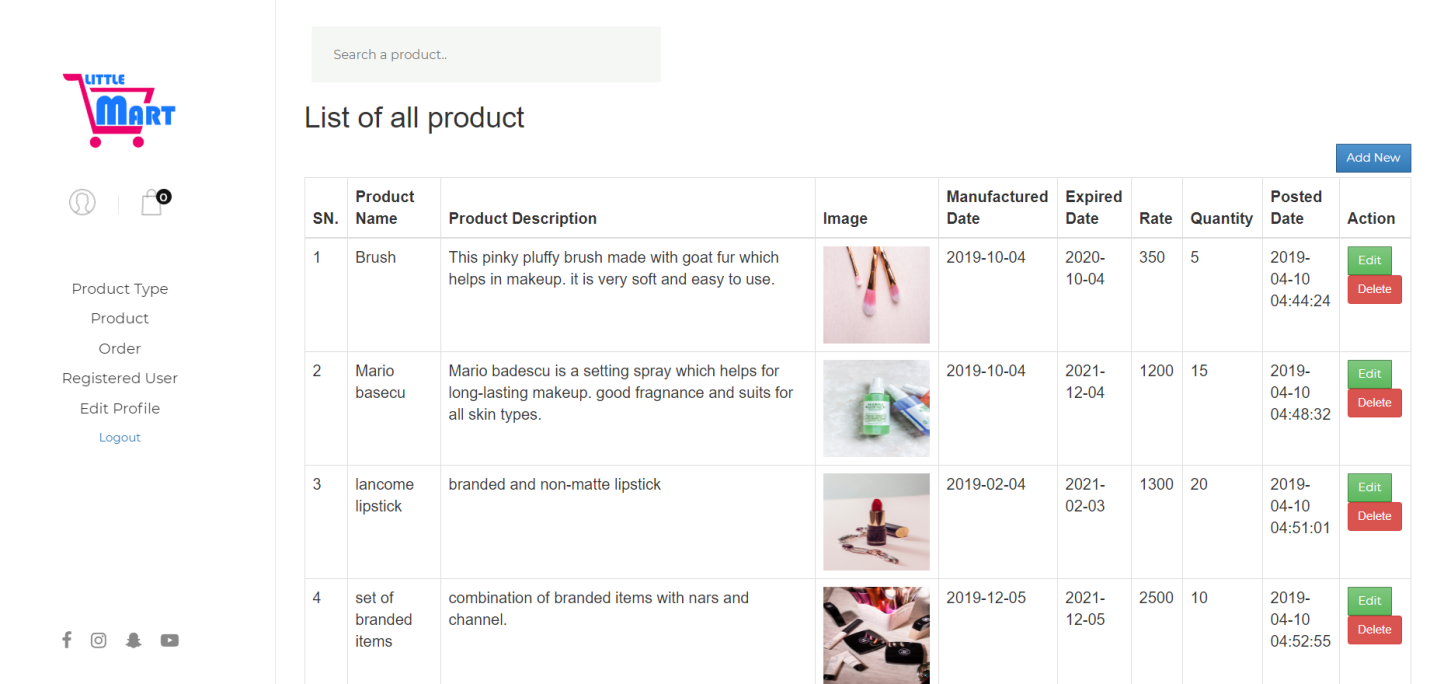 LITTLE
MART
0
Product Type
Product
Order
Registered User
Edit Profile
Logout
Search a product..
List of all product
Add New
SN. Product Name Product Description Image Manufactured Date Expired Date Rate Quantity Posted Date Action
1 Brush This pinky pluffy brush made with goat fur which helps in makeup. it is very soft and easy to use. 2019-10-04 2020-10-04 350 5 2019-04-10 04:44:24 Edit Delete
2 Mario basecu Mario badescu is a setting spray which helps for long-lasting makeup. good fragnance and suits for all skin types. 2019-10-04 2021-12-04 1200 15 2019-04-10 04:48:32 Edit Delete
3 lancome lipstick branded and non-matte lipstick 2019-02-04 2021-02-03 1300 20 2019-04-10 04:51:01 Edit Delete
4 set of branded items combination of branded items with nars and channel. 2019-12-05 2021-12-05 2500 10 2019-04-10 04:52:55 Edit Delete